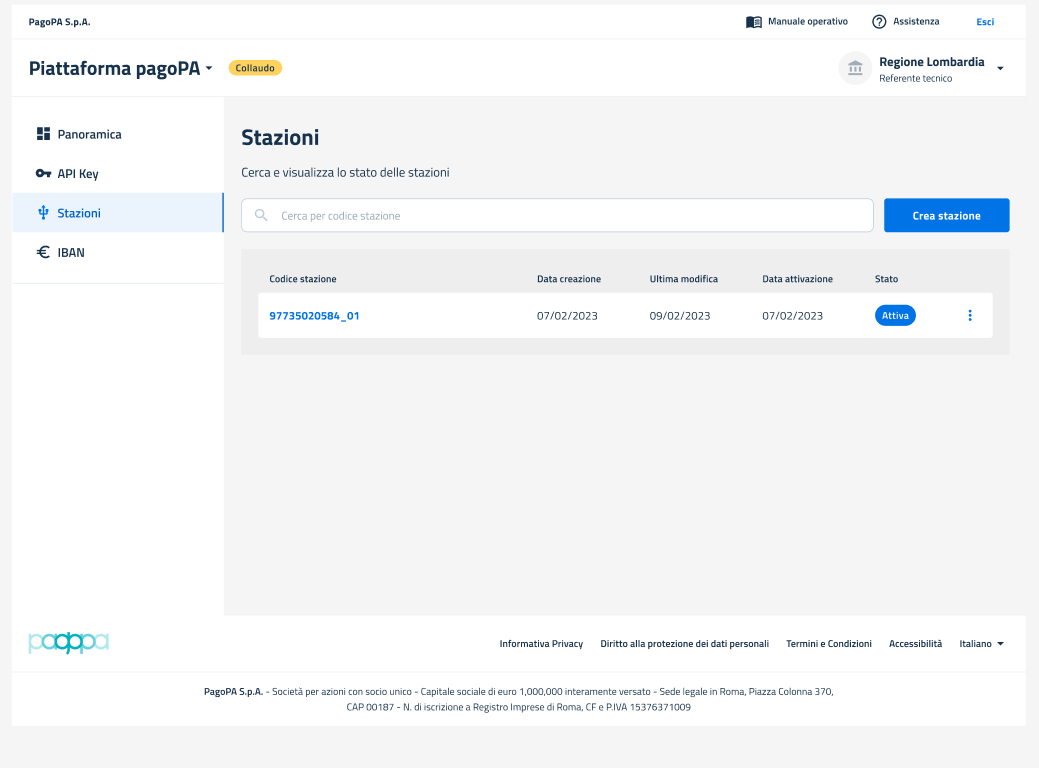 PagoPA S.p.A.
Manuale operativo
Assistenza
Esci
Piattaforma pagoPA
Collaudo
Regione Lombardia
Referente tecnico
Panoramica
API Key
Stazioni
IBAN
Stazioni
Cerca e visualizza lo stato delle stazioni
Cerca per codice stazione
Crea stazione
Codice stazione Data creazione Ultima modifica Data attivazione Stato
97735020584_01 07/02/2023 09/02/2023 07/02/2023 Attiva
pagopa
Informativa Privacy Diritto alla protezione dei dati personali Termini e Condizioni Accessibilità Italiano
PagoPA S.p.A. - Società per azioni con socio unico - Capitale sociale di euro 1,000,000 interamente versato - Sede legale in Roma, Piazza Colonna 370,
CAP 00187 - N. di iscrizione a Registro Imprese di Roma, CF e P.IVA 15376371009